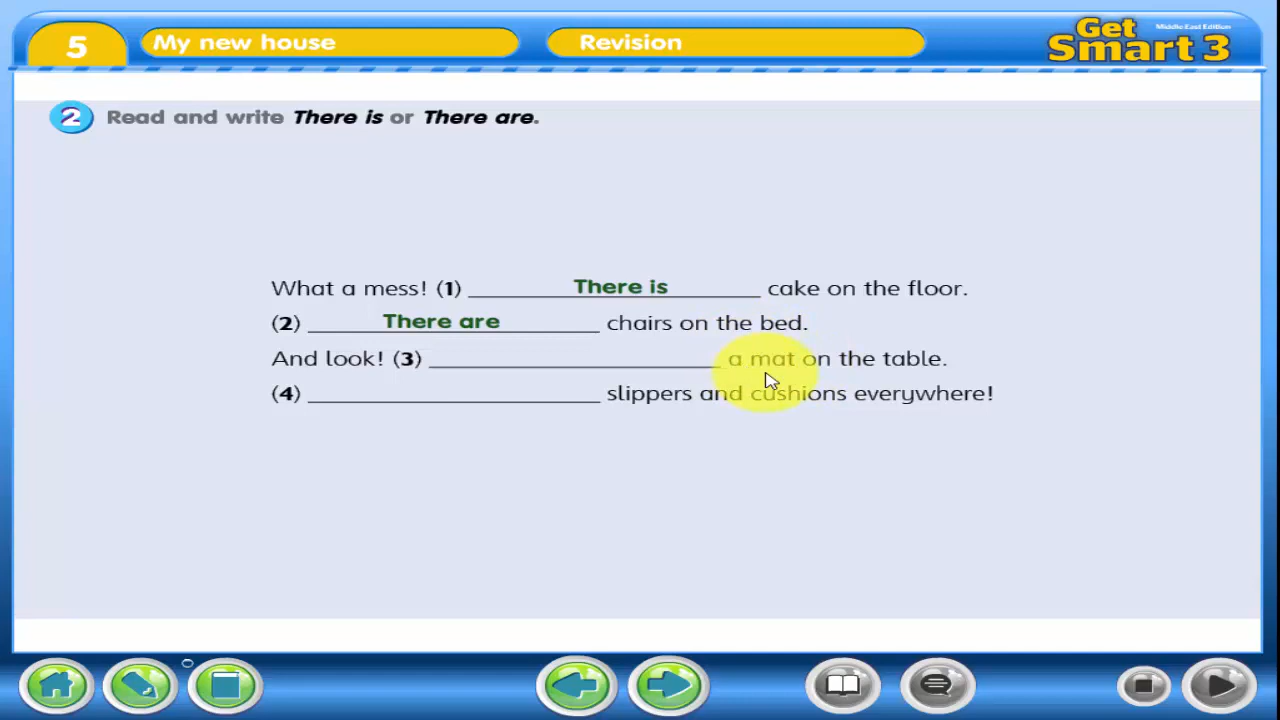 5 My new house Revision Get Smart 3 Middle East Edition
2 Read and write There is or There are.
What a mess! (1) There is cake on the floor.
(2) There are chairs on the bed.
And look! (3) a mat on the table.
(4) slippers and cushions everywhere!